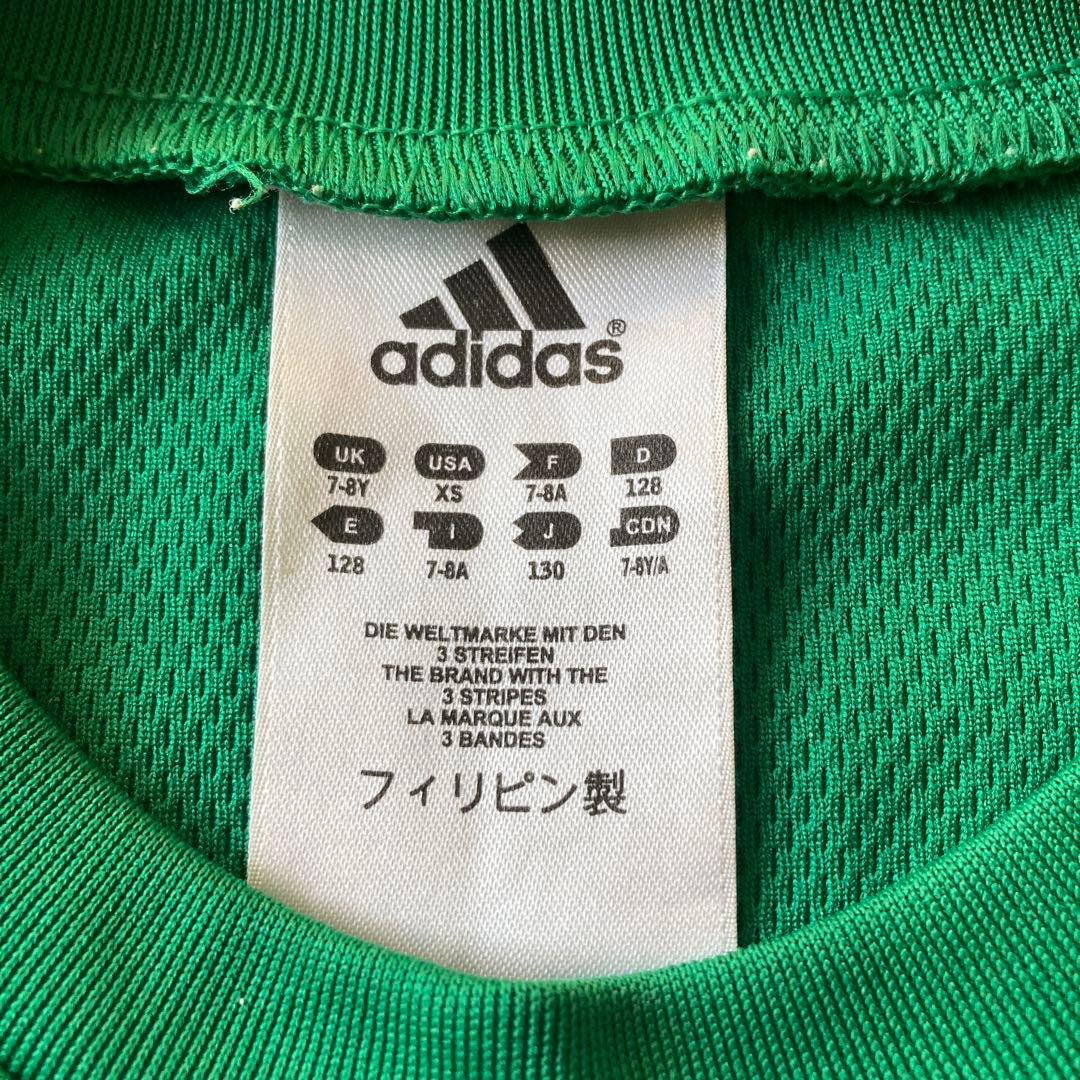 adidas®
UK USA F D
7-8Y XS 7-8A 128
E I J CDN
128 7-8A 130 7-8Y/A
DIE WELTMARKE MIT DEN
3 STREIFEN
THE BRAND WITH THE
3 STRIPES
LA MARQUE AUX
3 BANDES
フィリピン製